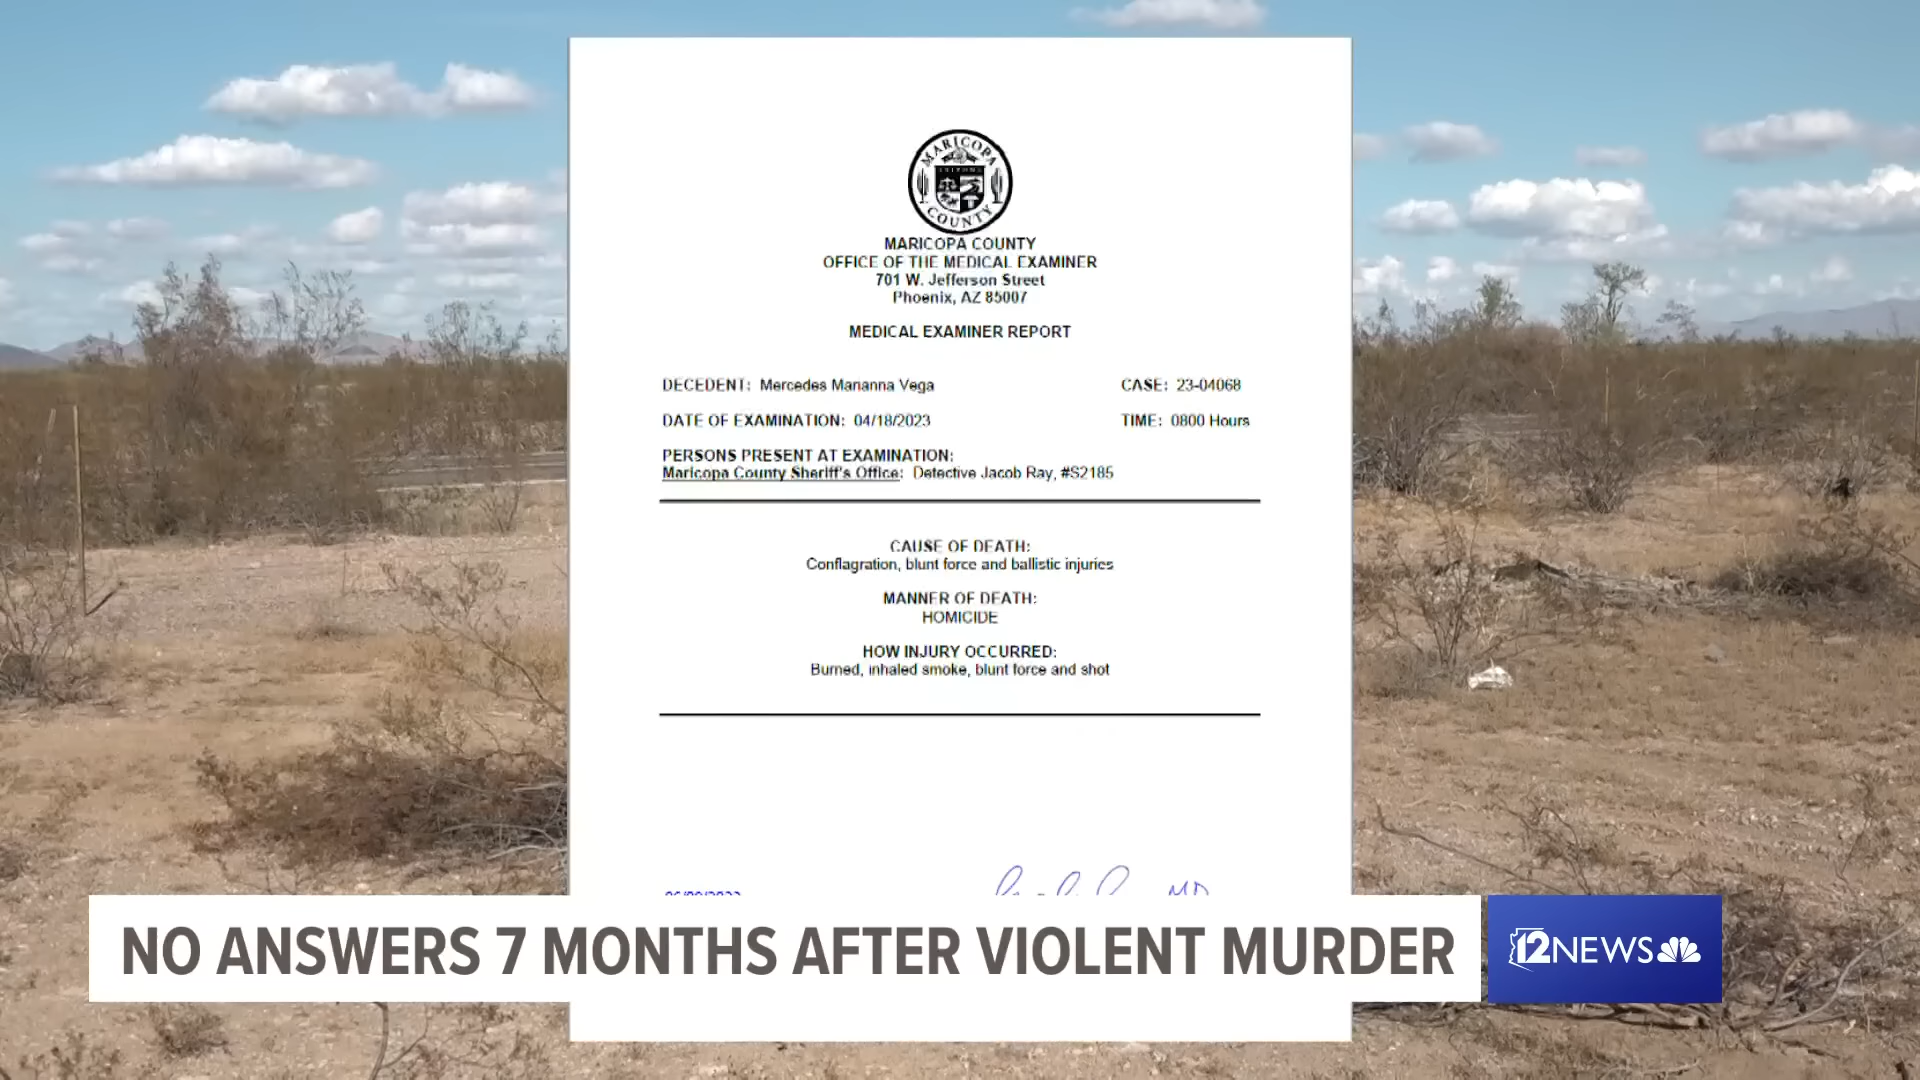 MARICOPA
COUNTY
MARICOPA COUNTY
OFFICE OF THE MEDICAL EXAMINER
701 W. Jefferson Street
Phoenix, AZ 85007
MEDICAL EXAMINER REPORT
DECEDENT: Mercedes Marianna Vega CASE: 23-04068
DATE OF EXAMINATION: 04/18/2023 TIME: 0800 Hours
PERSONS PRESENT AT EXAMINATION:
Maricopa County Sheriff's Office: Detective Jacob Ray, #S2185
CAUSE OF DEATH:
Conflagration, blunt force and ballistic injuries
MANNER OF DEATH:
HOMICIDE
HOW INJURY OCCURRED:
Burned, inhaled smoke, blunt force and shot
NO ANSWERS 7 MONTHS AFTER VIOLENT MURDER
12NEWS